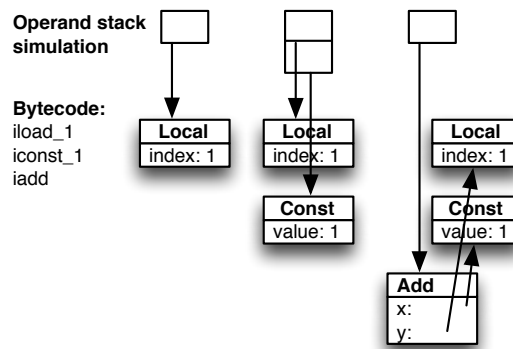 Operand stack
simulation
Bytecode:
iload_1
iconst_1
iadd
Local
index: 1
Local
index: 1
Const
value: 1
Local
index: 1
Const
value: 1
Add
x:
y: